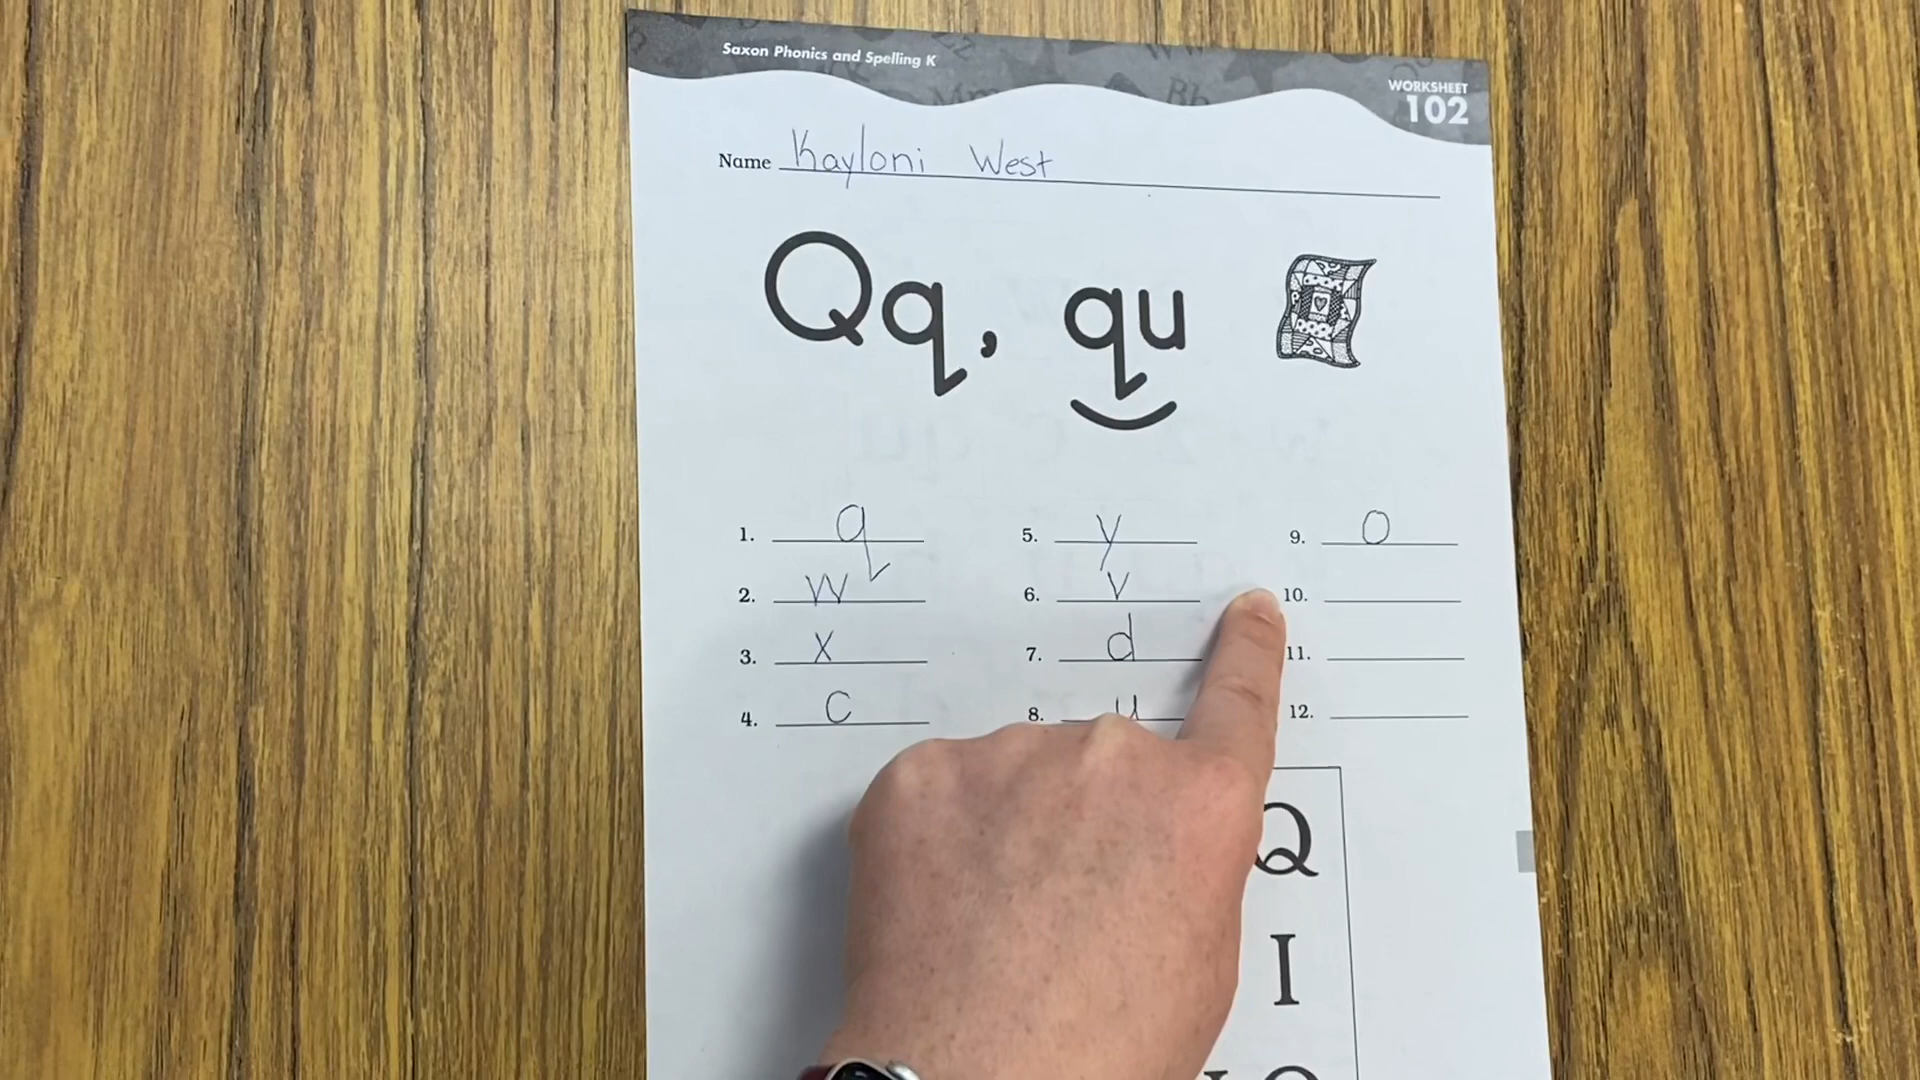 Saxon Phonics and Spelling K
WORKSHEET
102
Name Kayloni West
Qq, qu
1. q
5. y
9. o
2. w
6. v
10.
3. x
7. d
11.
4. c
8. u
12.
Q
I